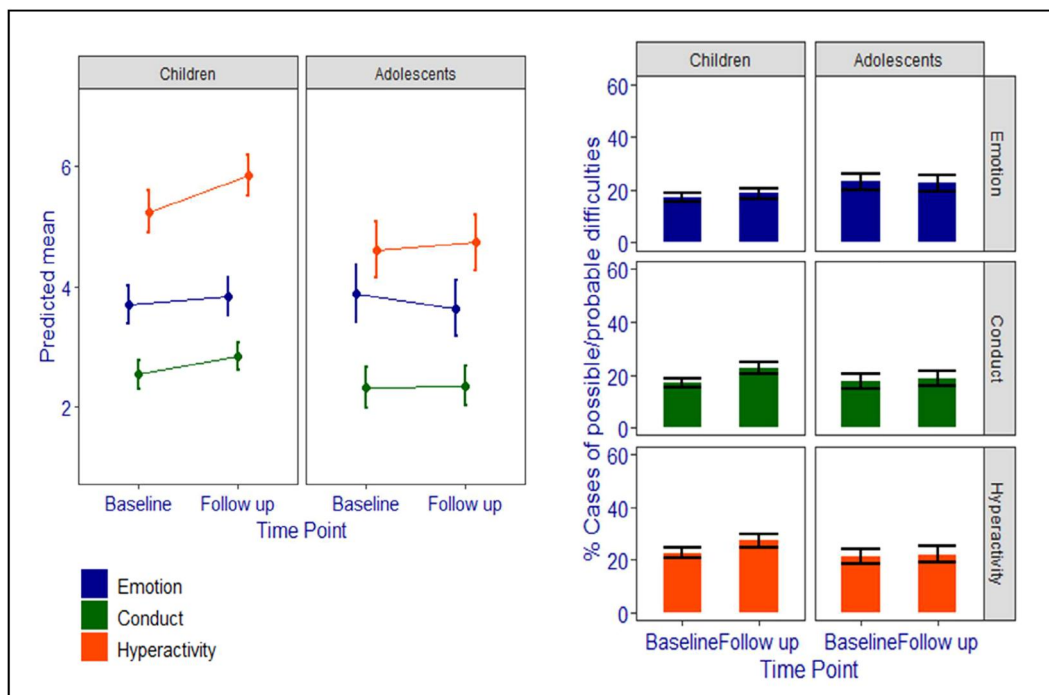 Children
Adolescents
Predicted mean
6
4
2
Baseline
Follow up
Baseline
Follow up
Time Point
Emotion
Conduct
Hyperactivity
Children
Adolescents
% Cases of possible/probable difficulties
60
40
20
0
Emotion
60
40
20
0
Conduct
60
40
20
0
Hyperactivity
BaselineFollow up
BaselineFollow up
Time Point